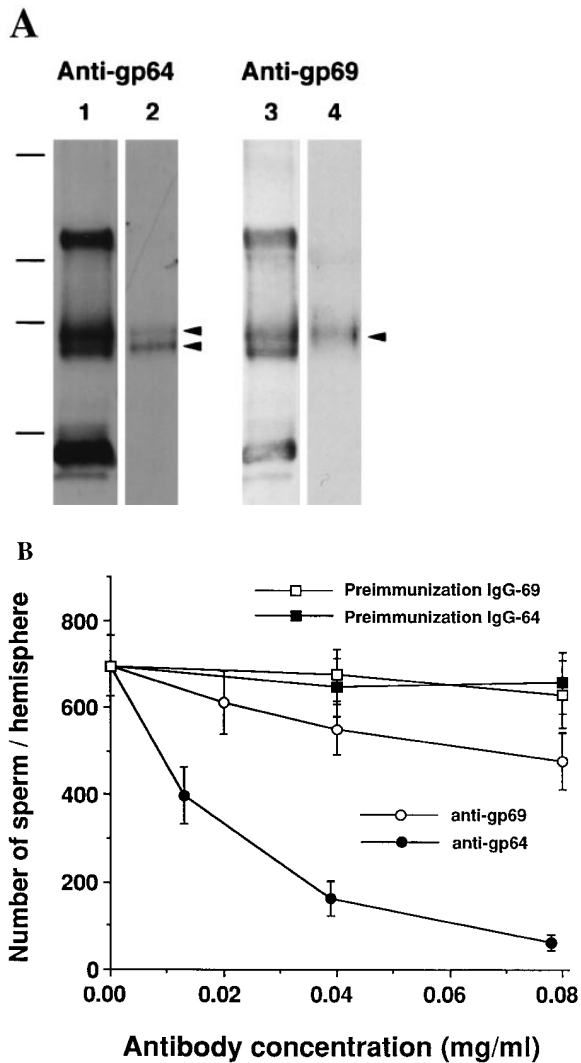 A
Anti-gp64 Anti-gp69
1 2 3 4
B
Preimmunization IgG-69
Preimmunization IgG-64
800
600
400
200
0
anti-gp69
anti-gp64
Number of sperm / hemisphere
0.00 0.02 0.04 0.06 0.08
Antibody concentration (mg/ml)